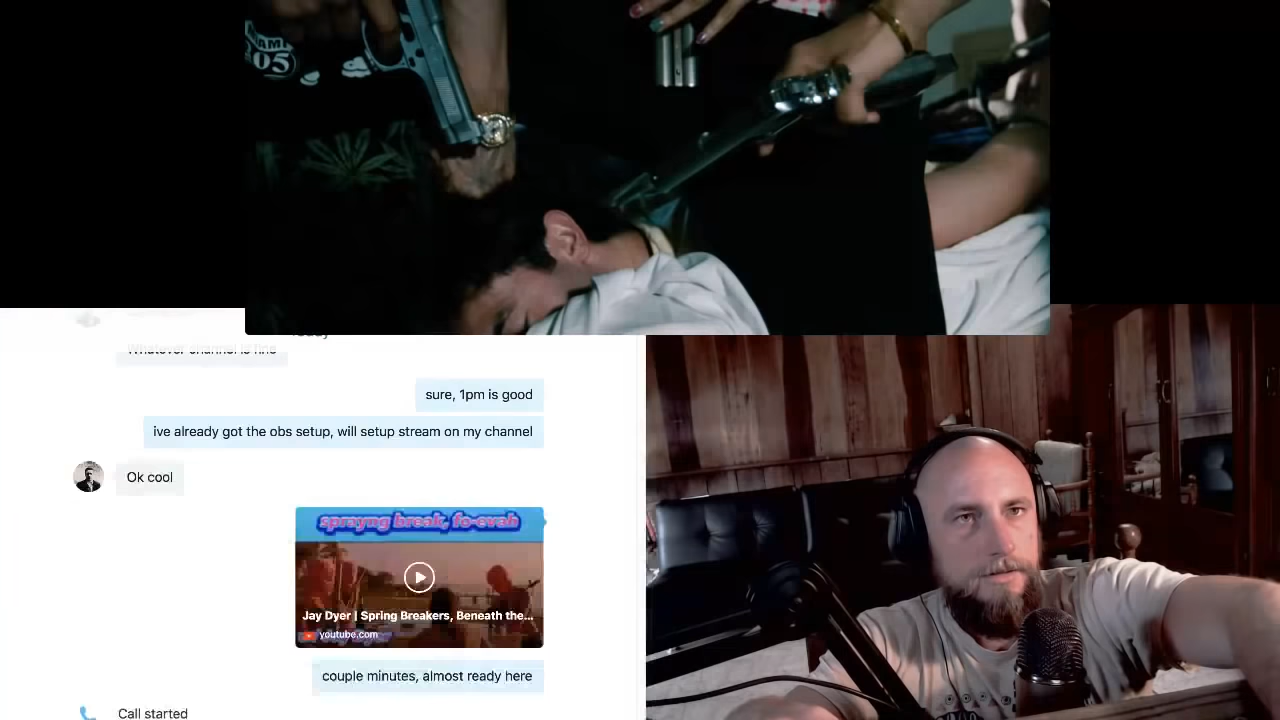 05
Whatever channel is fine
sure, 1pm is good
ive already got the obs setup, will setup stream on my channel
Ok cool
sprayng break, fo-evah
Jay Dyer | Spring Breakers, Beneath the...
youtube.com
couple minutes, almost ready here
Call started